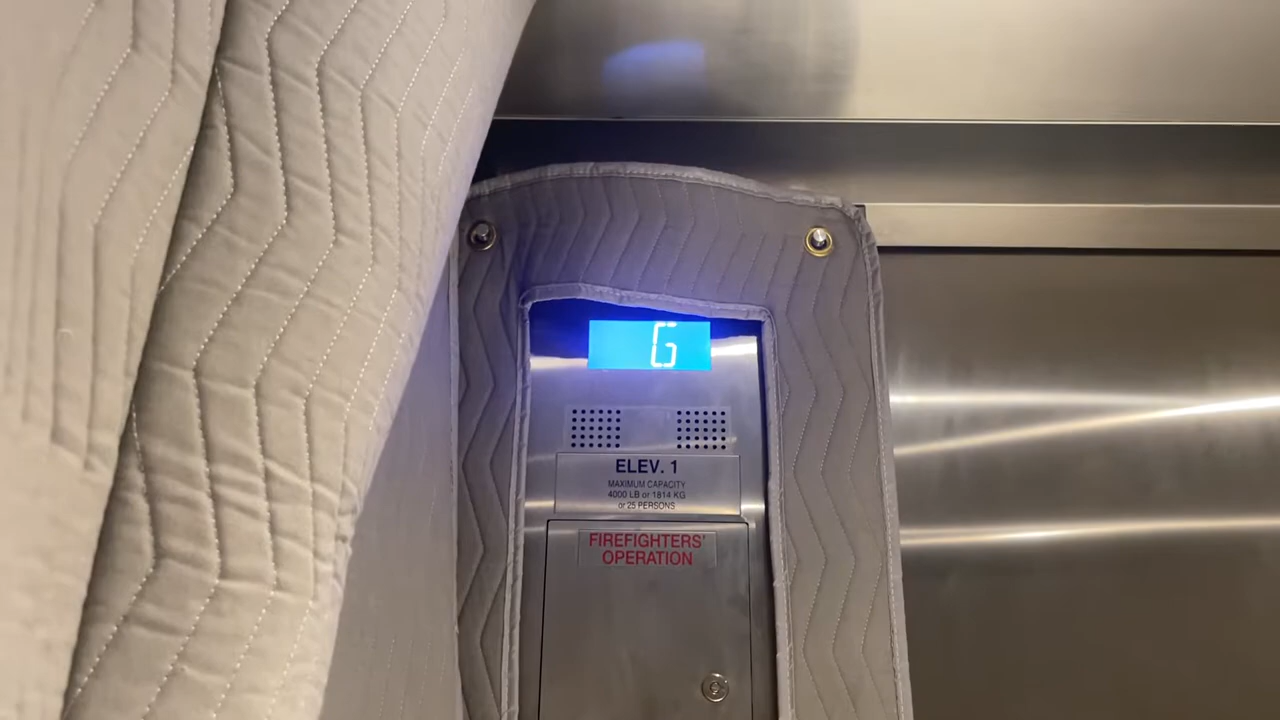 G
ELEV. 1
MAXIMUM CAPACITY
4000 LB or 1814 KG
or 25 PERSONS
FIREFIGHTERS'
OPERATION